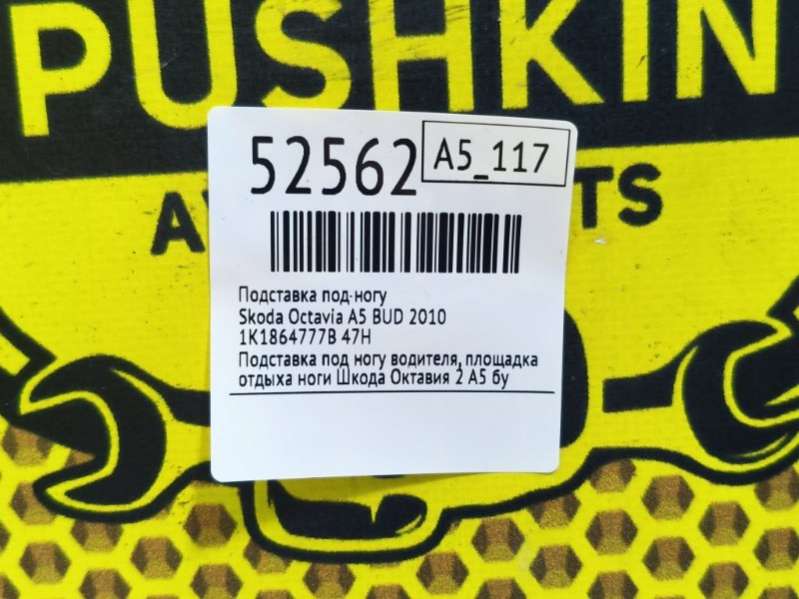 PUSHKIN
52562
A5_117
A
TS
Подставка под ногу
Skoda Octavia A5 BUD 2010
1K1864777B 47H
Подставка под ногу водителя, площадка
отдыха ноги Шкода Октавия 2 А5 бу